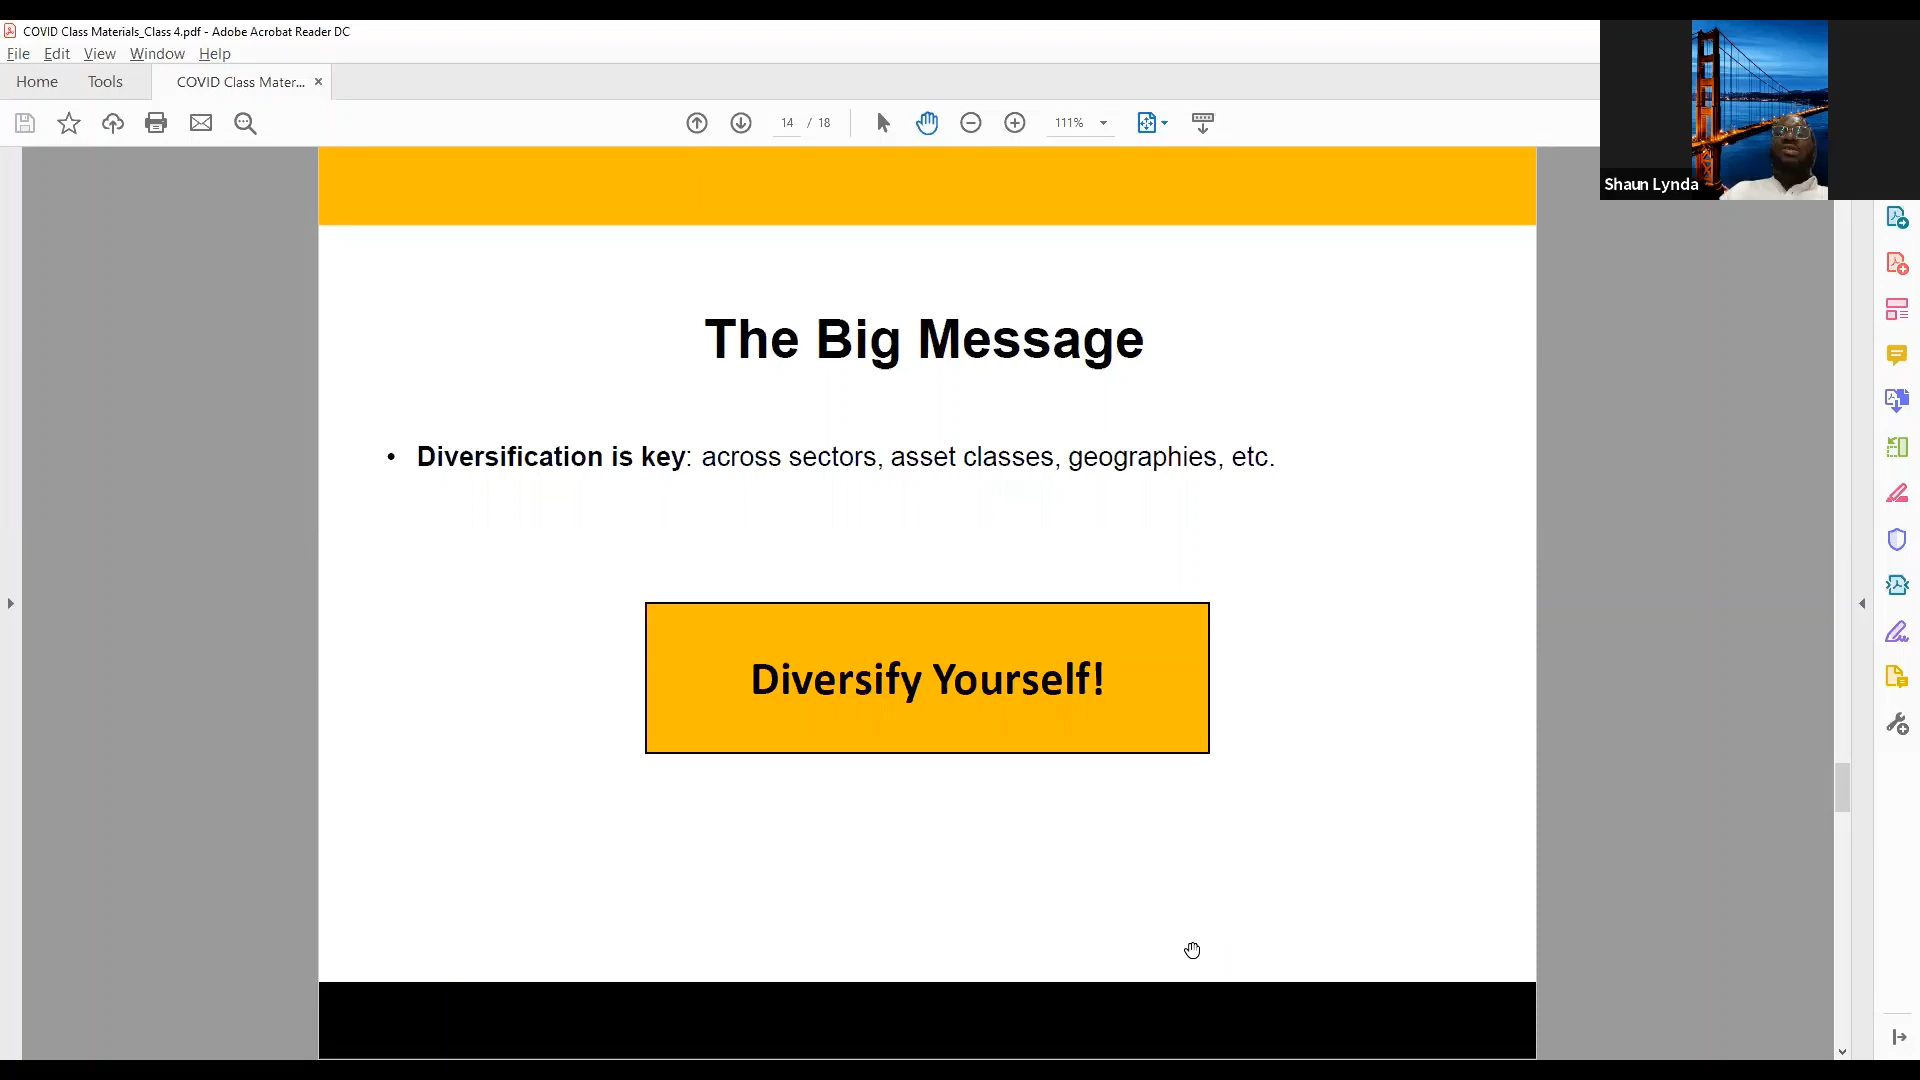 COVID Class Materials_Class 4.pdf - Adobe Acrobat Reader DC
File Edit View Window Help
Home Tools COVID Class Mater... ×
14 / 18 111%
Shaun Lynda
The Big Message
• Diversification is key: across sectors, asset classes, geographies, etc.
Diversify Yourself!